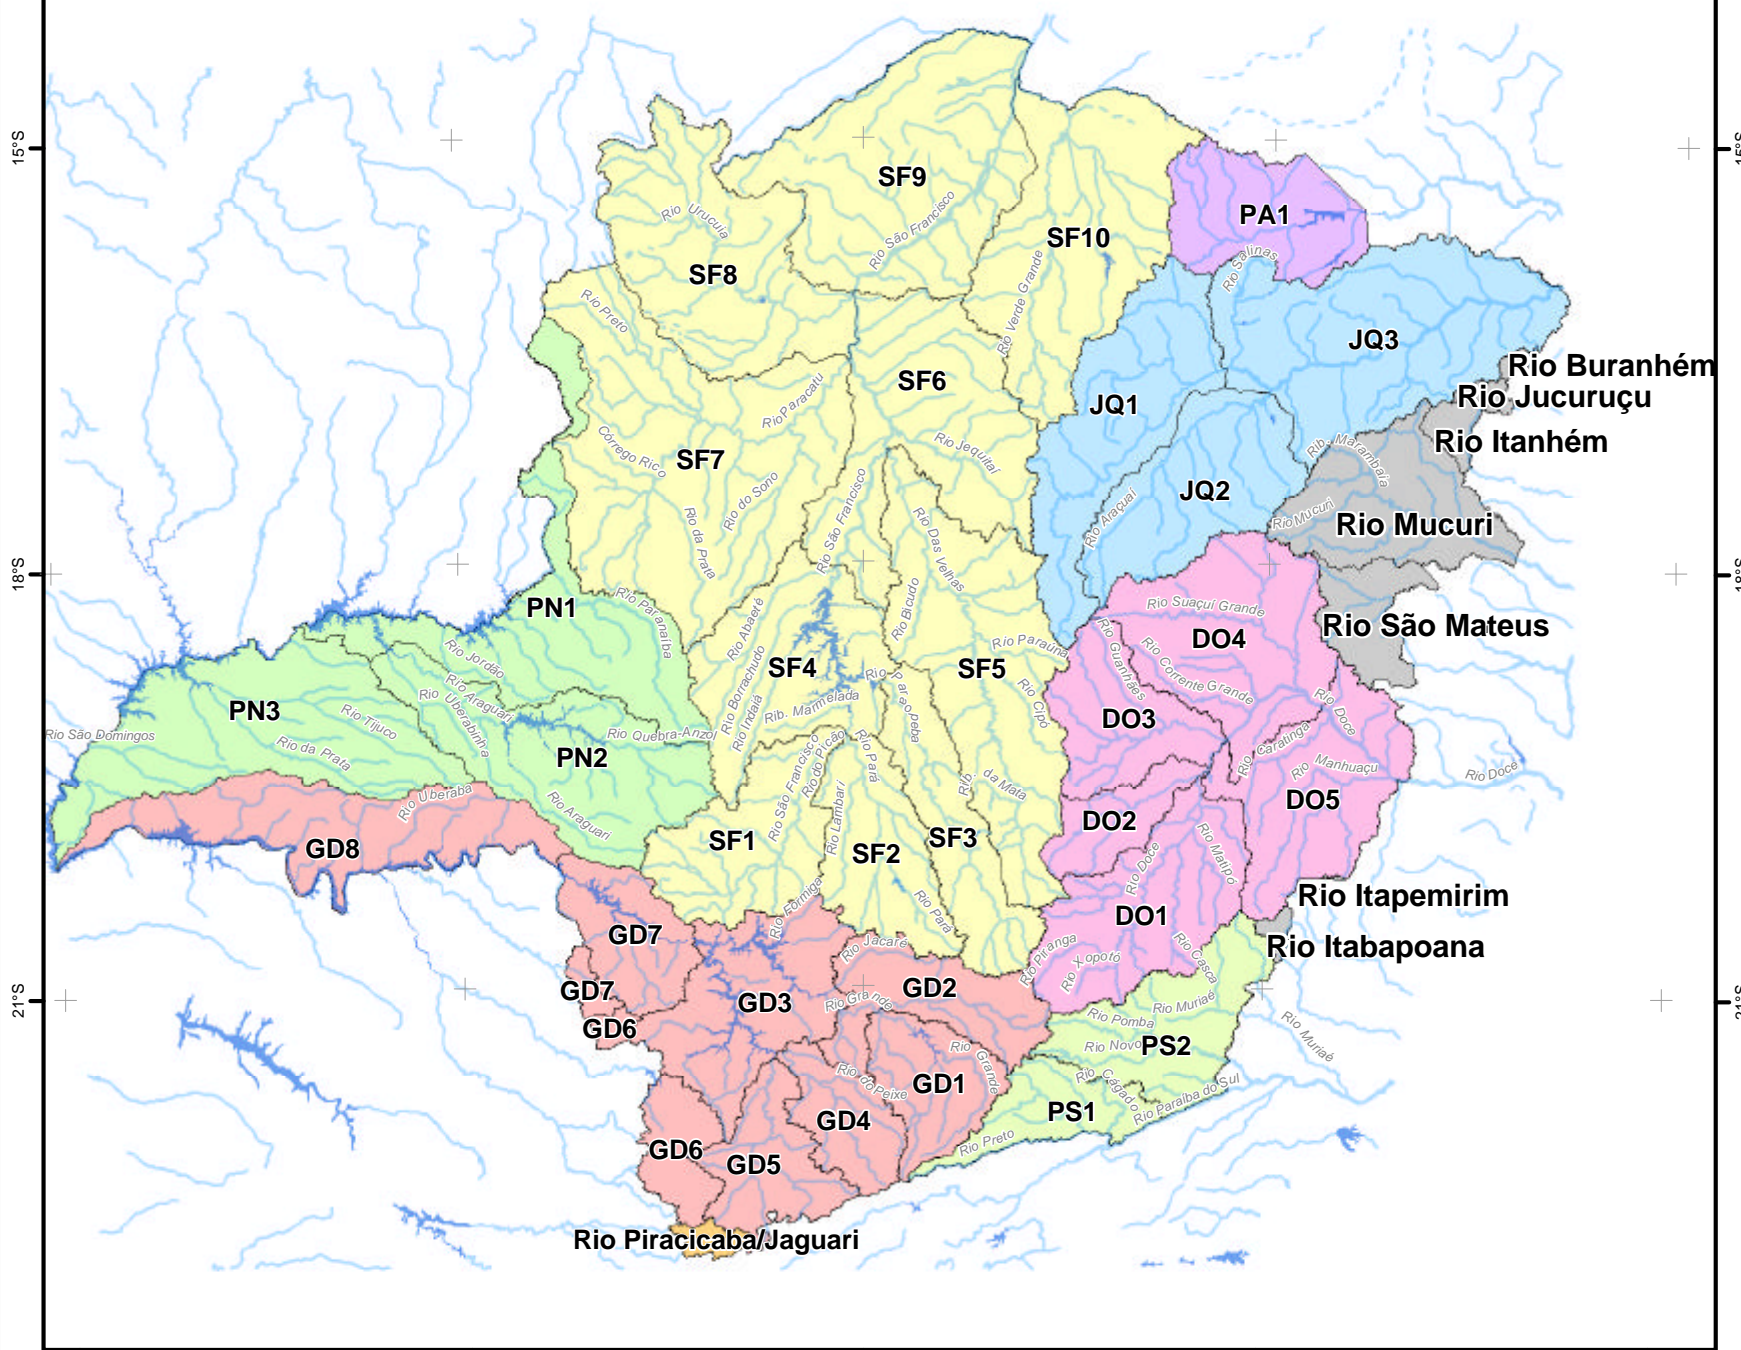 15°S
15°S
SF9
PA1
Rio Urucuia
Rio São Francisco
SF10
Rio Salinas
SF8
Rio Preto
Rio Verde Grande
JQ3
Rio Buranhém
SF6
Rio Paracatu
Rio Jucuruçu
JQ1
Rio Itanhém
Córrego Rico
SF7
Rio Jequitaí
Rib. Marambaia
Rio do Sono
JQ2
Rio Araçuaí
Rio Mucuri
Rio Mucuri
Rio da Prata
Rio São Francisco
Rio Das Velhas
18°S
18°S
PN1
Rio Paranaíba
Rio Abaeté
Rio Bicudo
Rio Suaçuí Grande
Rio São Mateus
DO4
Rio Jordão
SF4
SF5
Rio Parauna
Rio Guanhães
Rio Corrente Grande
Rio Borrachudo
Rio Indaiá
Rib. Marmelada
Rio Paraopeba
Rio Cipó
PN3
Rio Araguari
Rio Uberabinha
Rio Tijuco
DO3
Rio Doce
Rio São Domingos
Rio Quebra-Anzol
Rio da Prata
PN2
Rio São Francisco
Rio do Picão
Rio Pará
Rib. da Mata
Rio Caratinga
Rio Manhuaçu
Rio Doce
DO5
Rio Uberaba
Rio Araguari
Rio Lambari
DO2
GD8
SF1
SF2
SF3
Rio Doce
Rio Matipó
Rio Formiga
Rio Pará
Rio Itapemirim
DO1
GD7
Rio Jacaré
Rio Piranga
Rio Xopotó
Rio Casca
Rio Itabapoana
GD7
GD3
GD2
Rio Grande
21°S
21°S
GD6
Rio Pomba
Rio Muriaé
Rio Muriaé
Rio Novo
PS2
Rio Grande
Rio do Peixe
GD1
Rio Cágado
Rio Paraíba do Sul
PS1
GD4
Rio Preto
GD6
GD5
Rio Piracicaba/Jaguari